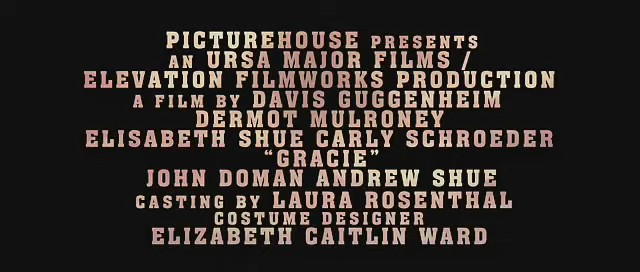 PICTUREHOUSE PRESENTS
AN URSA MAJOR FILMS /
ELEVATION FILMWORKS PRODUCTION
A FILM BY DAVIS GUGGENHEIM
DERMOT MULRONEY
ELISABETH SHUE CARLY SCHROEDER
“GRACIE”
JOHN DOMAN ANDREW SHUE
CASTING BY LAURA ROSENTHAL
COSTUME DESIGNER
ELIZABETH CAITLIN WARD